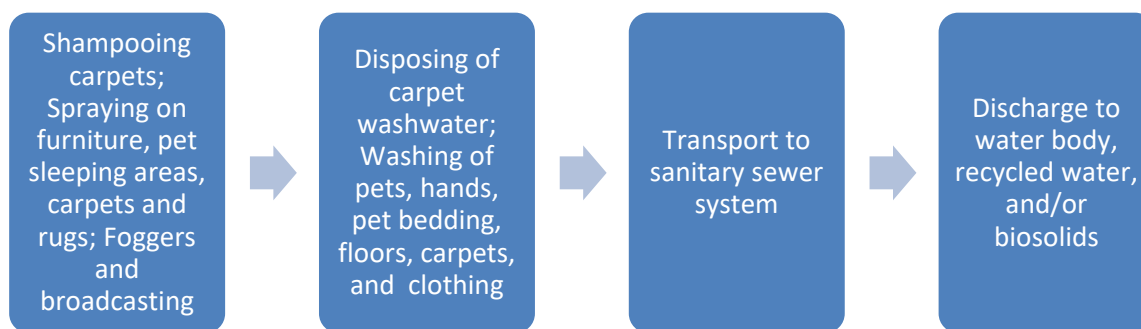 Shampooing
carpets;
Spraying on
furniture, pet
sleeping areas,
carpets and
rugs; Foggers
and
broadcasting
Disposing of
carpet
washwater;
Washing of
pets, hands,
pet bedding,
floors, carpets,
and clothing
Transport to
sanitary sewer
system
Discharge to
water body,
recycled water,
and/or
biosolids